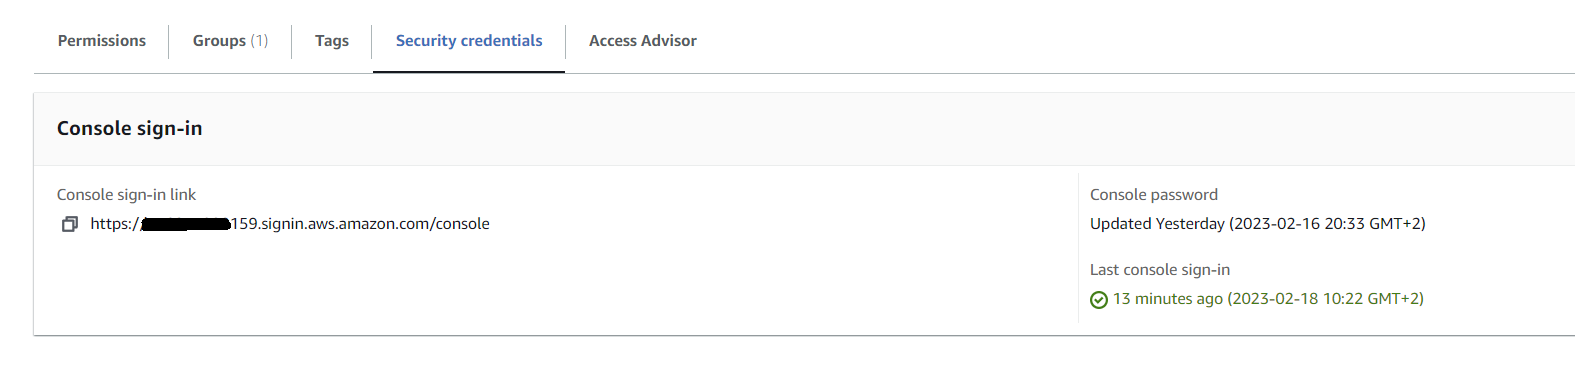 Permissions
Groups (1)
Tags
Security credentials
Access Advisor
Console sign-in
Console sign-in link
https:/ 159.signin.aws.amazon.com/console
Console password
Updated Yesterday (2023-02-16 20:33 GMT+2)
Last console sign-in
13 minutes ago (2023-02-18 10:22 GMT+2)